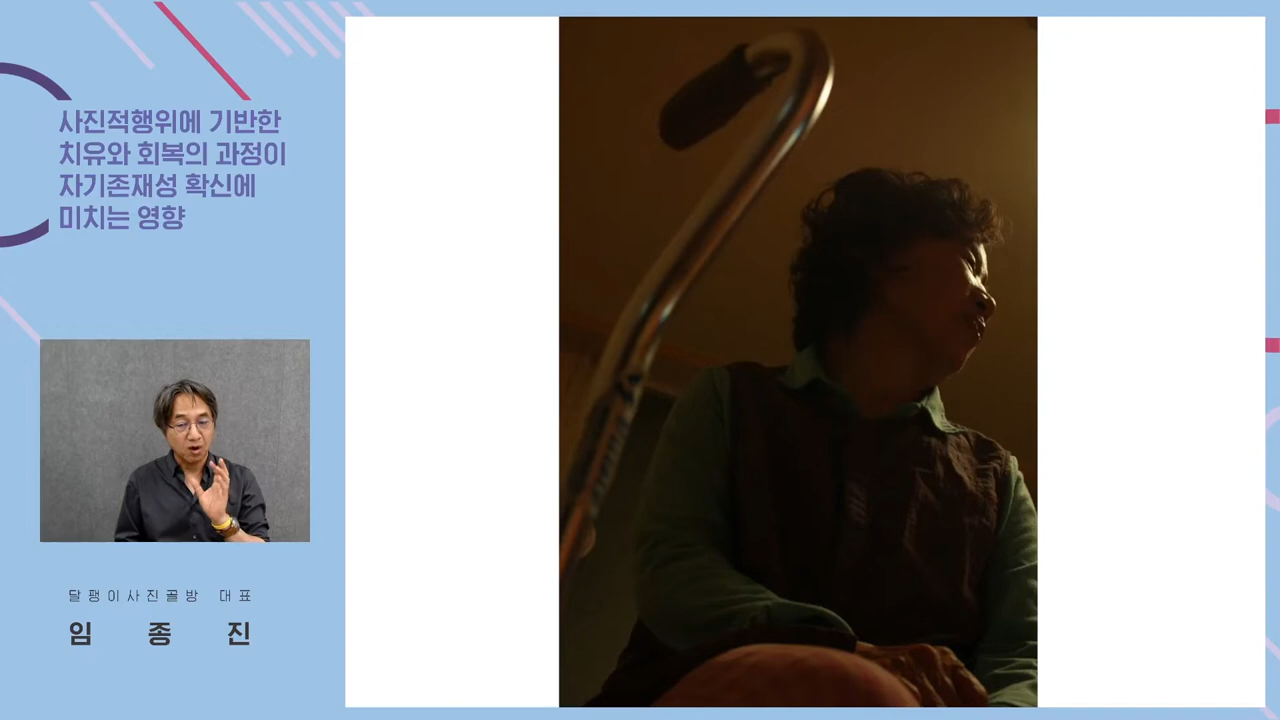 사진적행위에 기반한
치유와 회복의 과정이
자기존재성 확신에
미치는 영향
달팽이사진골방 대표
임종진